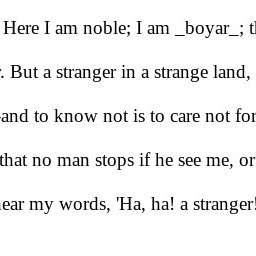 Here I am noble; I am _boyar_; th
. But a stranger in a strange land,
and to know not is to care not for
that no man stops if he see me, or
ear my words, 'Ha, ha! a stranger!